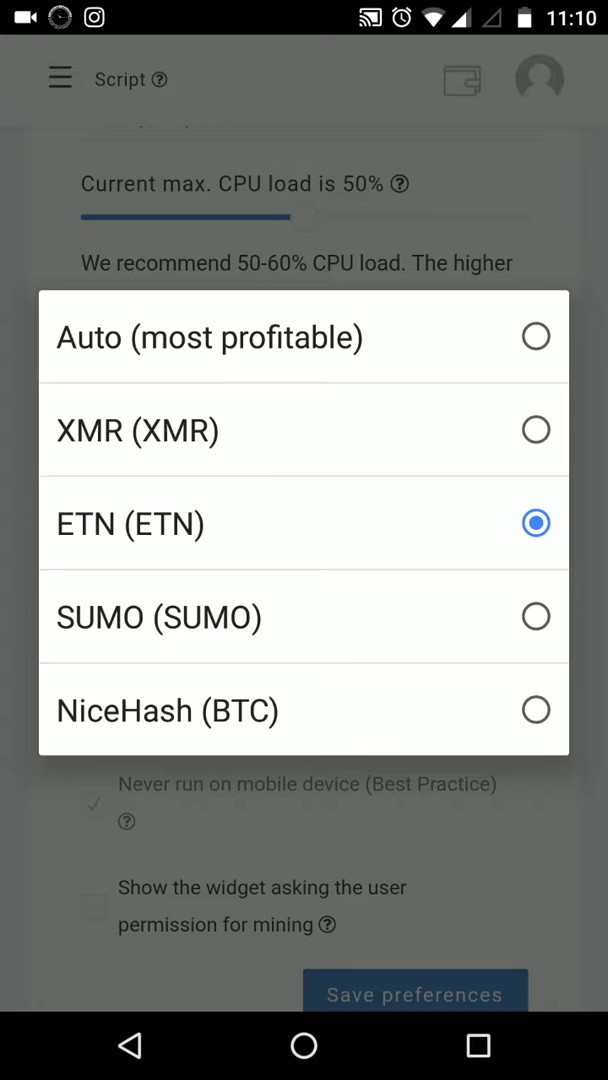 11:10
Script
Current max. CPU load is 50%
We recommend 50-60% CPU load. The higher
Auto (most profitable)
XMR (XMR)
ETN (ETN)
SUMO (SUMO)
NiceHash (BTC)
Never run on mobile device (Best Practice)
Show the widget asking the user
permission for mining
Save preferences